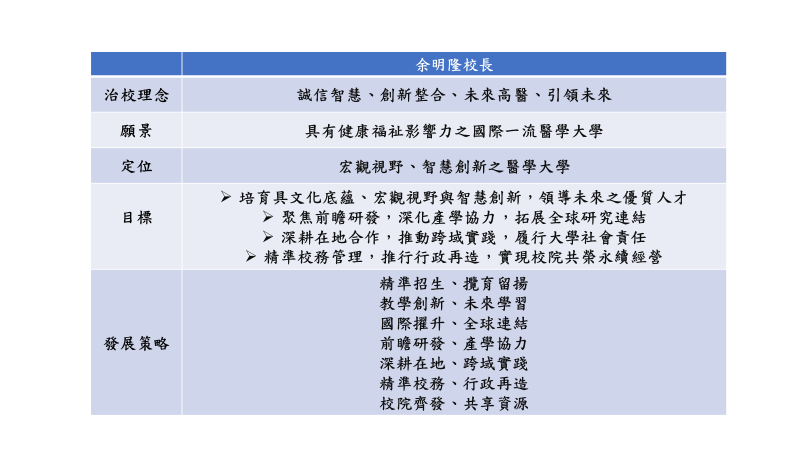 余明隆校長
治校理念 誠信智慧、創新整合、未來高醫、引領未來
願景 具有健康福祉影響力之國際一流醫學大學
定位 宏觀視野、智慧創新之醫學大學
目標
➢ 培育具文化底蘊、宏觀視野與智慧創新，領導未來之優質人才
➢ 聚焦前瞻研發，深化產學協力，拓展全球研究連結
➢ 深耕在地合作，推動跨域實踐，履行大學社會責任
➢ 精準校務管理，推行行政再造，實現校院共榮永續經營
發展策略
精準招生、攬育留揚
教學創新、未來學習
國際擢升、全球連結
前瞻研發、產學協力
深耕在地、跨域實踐
精準校務、行政再造
校院齊發、共享資源